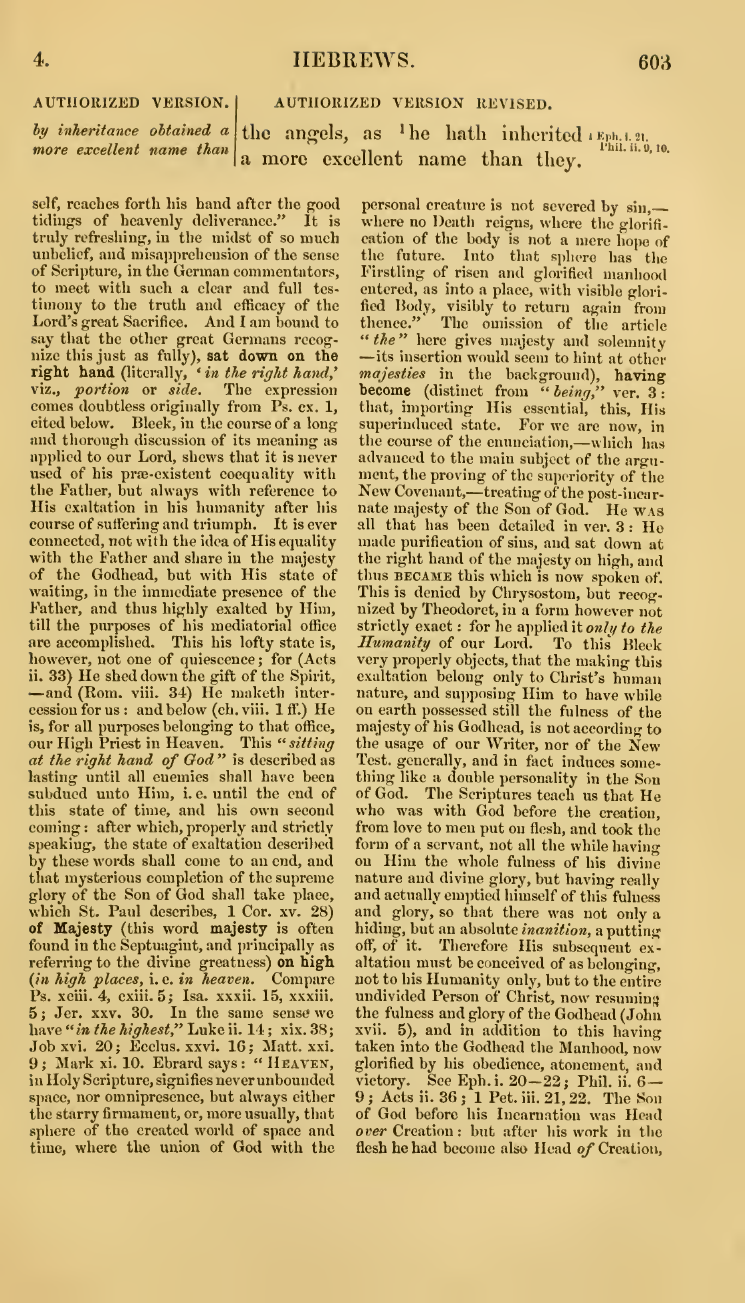 4.
HEBREWS.
603
AUTHORIZED VERSION.
by inheritance obtained a
more excellent name than
AUTHORIZED VERSION REVISED.
the angels, as ¹he hath inherited
a more excellent name than they.
1 Eph. i. 21.
Phil. ii. 9, 10.
self, reaches forth his hand after the good
tidings of heavenly deliverance.” It is
truly refreshing, in the midst of so much
unbelief, and misapprehension of the sense
of Scripture, in the German commentators,
to meet with such a clear and full tes-
timony to the truth and efficacy of the
Lord's great Sacrifice. And I am bound to
say that the other great Germans recog-
nize this just as fully), sat down on the
right hand (literally, ‘in the right hand,’
viz., portion or side. The expression
comes doubtless originally from Ps. cx. 1,
cited below. Bleek, in the course of a long
and thorough discussion of its meaning as
applied to our Lord, shews that it is never
used of his præ-existent coequality with
the Father, but always with reference to
His exaltation in his humanity after his
course of suffering and triumph. It is ever
connected, not with the idea of His equality
with the Father and share in the majesty
of the Godhead, but with His state of
waiting, in the immediate presence of the
Father, and thus highly exalted by Him,
till the purposes of his mediatorial office
are accomplished. This his lofty state is,
however, not one of quiescence; for (Acts
ii. 33) He shed down the gift of the Spirit,
—and (Rom. viii. 34) He maketh inter-
cession for us: and below (ch. viii. 1 ff.) He
is, for all purposes belonging to that office,
our High Priest in Heaven. This “sitting
at the right hand of God” is described as
lasting until all enemies shall have been
subdued unto Him, i. e. until the end of
this state of time, and his own second
coming: after which, properly and strictly
speaking, the state of exaltation described
by these words shall come to an end, and
that mysterious completion of the supreme
glory of the Son of God shall take place,
which St. Paul describes, 1 Cor. xv. 28)
of Majesty (this word majesty is often
found in the Septuagint, and principally as
referring to the divine greatness) on high
(in high places, i. e. in heaven. Compare
Ps. xciii. 4, cxiii. 5; Isa. xxxii. 15, xxxiii.
5; Jer. xxv. 30. In the same sense we
have “in the highest,” Luke ii. 14; xix. 38;
Job xvi. 20; Ecclus. xxvi. 16; Matt. xxi.
9; Mark xi. 10. Ebrard says: “HEAVEN,
in Holy Scripture, signifies never unbounded
space, nor omnipresence, but always either
the starry firmament, or, more usually, that
sphere of the created world of space and
time, where the union of God with the
personal creature is not severed by sin,—
where no Death reigns, where the glorifi-
cation of the body is not a mere hope of
the future. Into that sphere has the
Firstling of risen and glorified manhood
entered, as into a place, with visible glori-
fied Body, visibly to return again from
thence.” The omission of the article
“the” here gives majesty and solemnity
—its insertion would seem to hint at other
majesties in the background), having
become (distinct from “being,” ver. 3:
that, importing His essential, this, His
superinduced state. For we are now, in
the course of the enunciation,—which has
advanced to the main subject of the argu-
ment, the proving of the superiority of the
New Covenant,—treating of the post-incar-
nate majesty of the Son of God. He WAS
all that has been detailed in ver. 3: He
made purification of sins, and sat down at
the right hand of the majesty on high, and
thus BECAME this which is now spoken of.
This is denied by Chrysostom, but recog-
nized by Theodoret, in a form however not
strictly exact: for he applied it only to the
Humanity of our Lord. To this Bleek
very properly objects, that the making this
exaltation belong only to Christ's human
nature, and supposing Him to have while
on earth possessed still the fulness of the
majesty of his Godhead, is not according to
the usage of our Writer, nor of the New
Test. generally, and in fact induces some-
thing like a double personality in the Son
of God. The Scriptures teach us that He
who was with God before the creation,
from love to men put on flesh, and took the
form of a servant, not all the while having
on Him the whole fulness of his divine
nature and divine glory, but having really
and actually emptied himself of this fulness
and glory, so that there was not only a
hiding, but an absolute inanition, a putting
off, of it. Therefore His subsequent ex-
altation must be conceived of as belonging,
not to his Humanity only, but to the entire
undivided Person of Christ, now resuming
the fulness and glory of the Godhead (John
xvii. 5), and in addition to this having
taken into the Godhead the Manhood, now
glorified by his obedience, atonement, and
victory. See Eph. i. 20—22; Phil. ii. 6—
9; Acts ii. 36; 1 Pet. iii. 21, 22. The Son
of God before his Incarnation was Head
over Creation: but after his work in the
flesh he had become also Head of Creation,